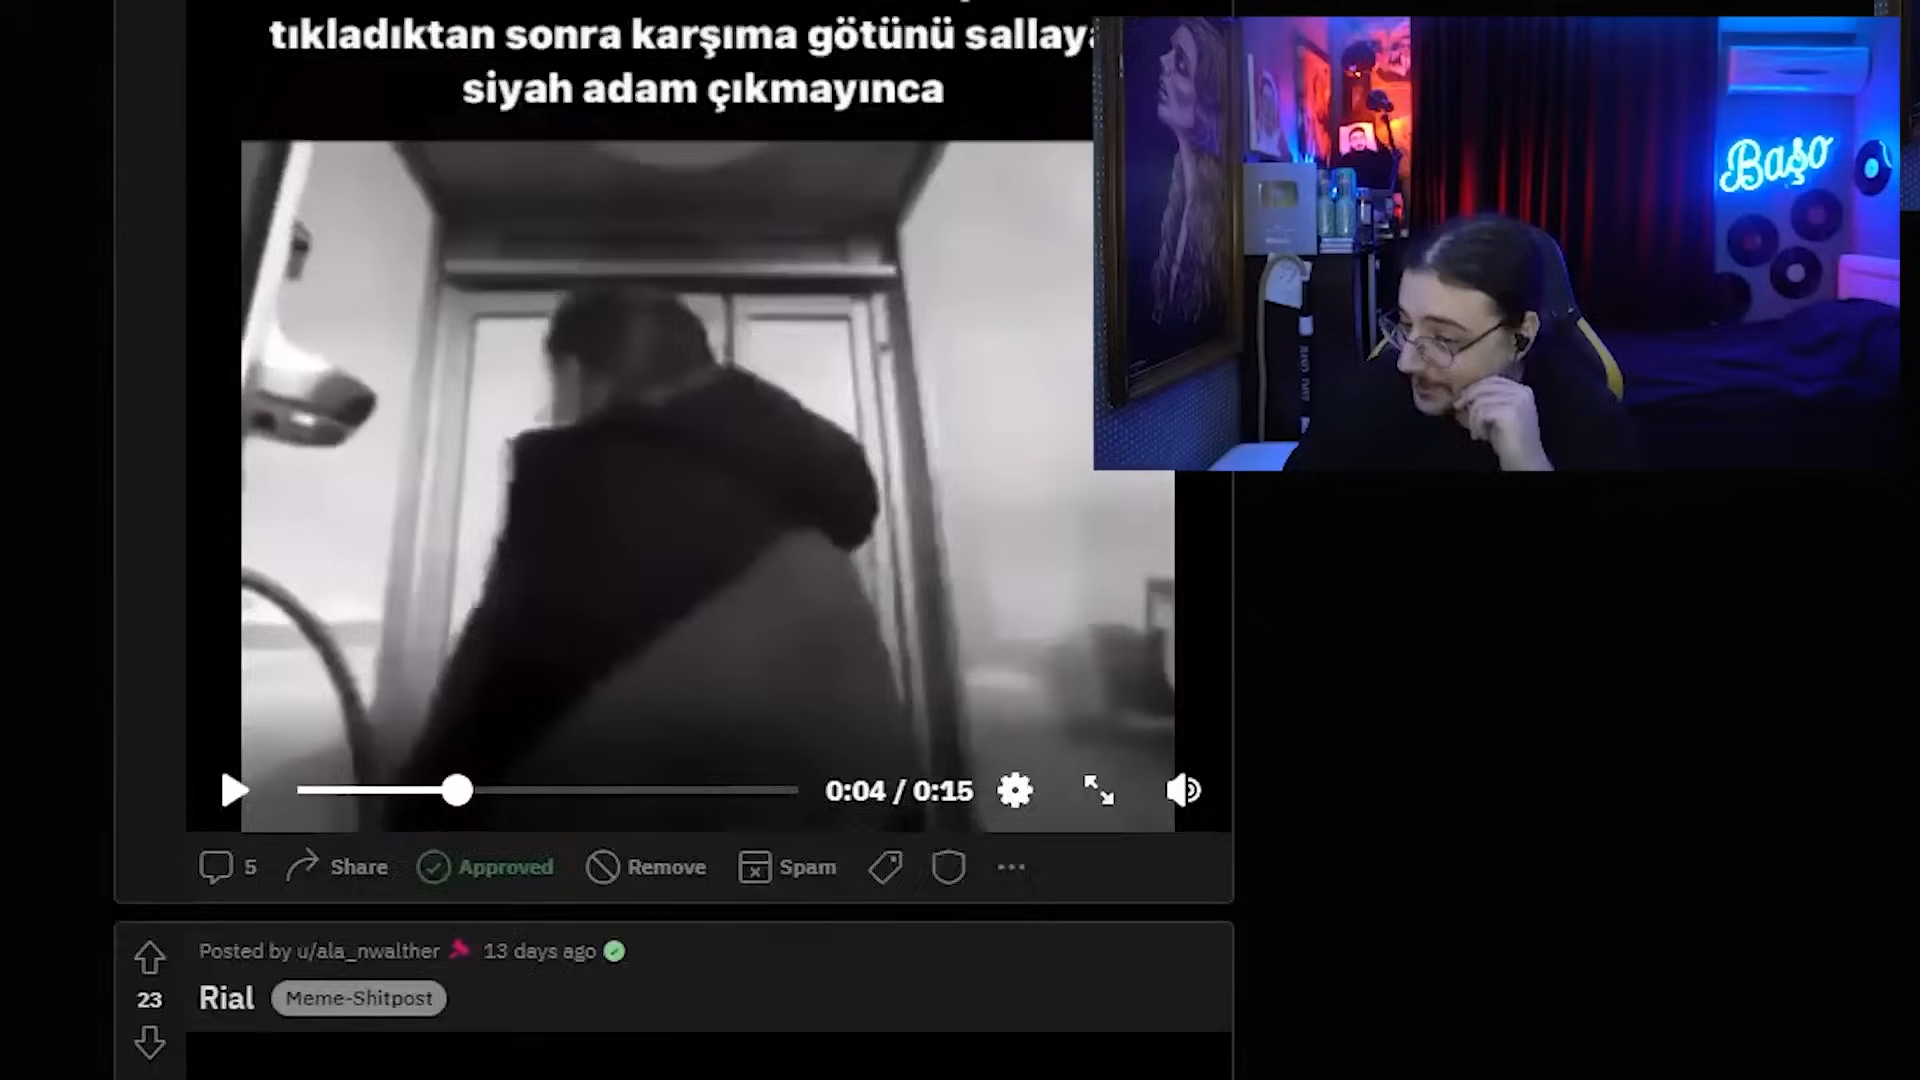 tıkladıktan sonra karşıma götünü sallaya
siyah adam çıkmayınca
Başo
0:04 / 0:15
5 Share Approved Remove Spam
Posted by u/ala_nwalther 13 days ago
23
Rial Meme-Shitpost